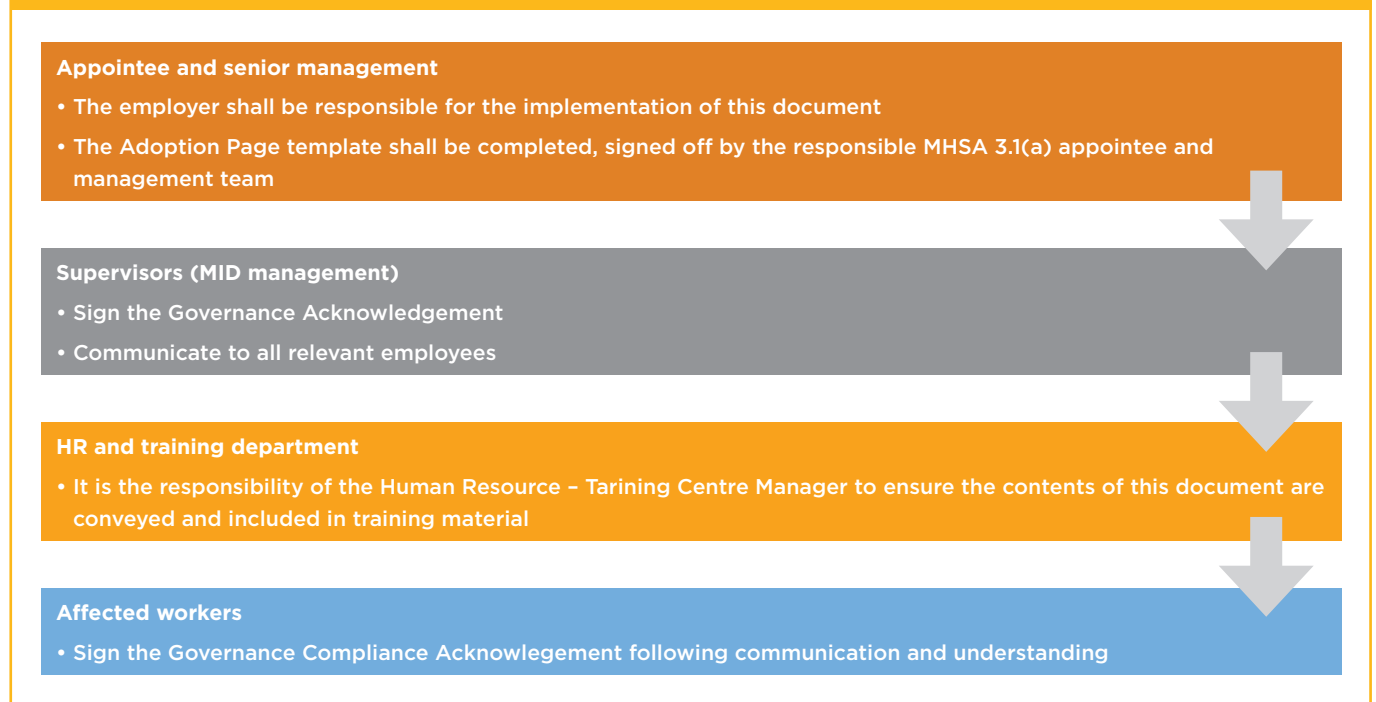 Appointee and senior management
• The employer shall be responsible for the implementation of this document
• The Adoption Page template shall be completed, signed off by the responsible MHSA 3.1(a) appointee and
management team
Supervisors (MID management)
• Sign the Governance Acknowledgement
• Communicate to all relevant employees
HR and training department
• It is the responsibility of the Human Resource – Tarining Centre Manager to ensure the contents of this document are
conveyed and included in training material
Affected workers
• Sign the Governance Compliance Acknowlegement following communication and understanding